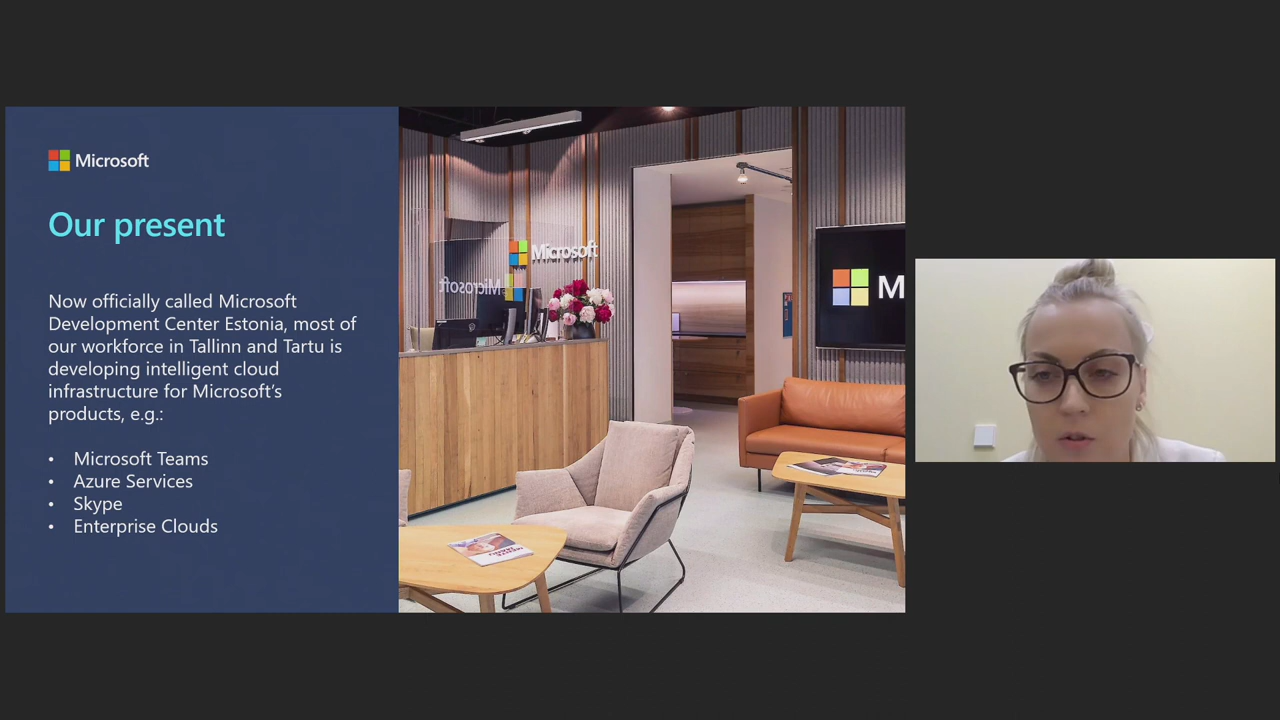 Microsoft
Our present
Now officially called Microsoft
Development Center Estonia, most of
our workforce in Tallinn and Tartu is
developing intelligent cloud
infrastructure for Microsoft's
products, e.g.:
• Microsoft Teams
• Azure Services
• Skype
• Enterprise Clouds
Microsoft
Microsoft
M